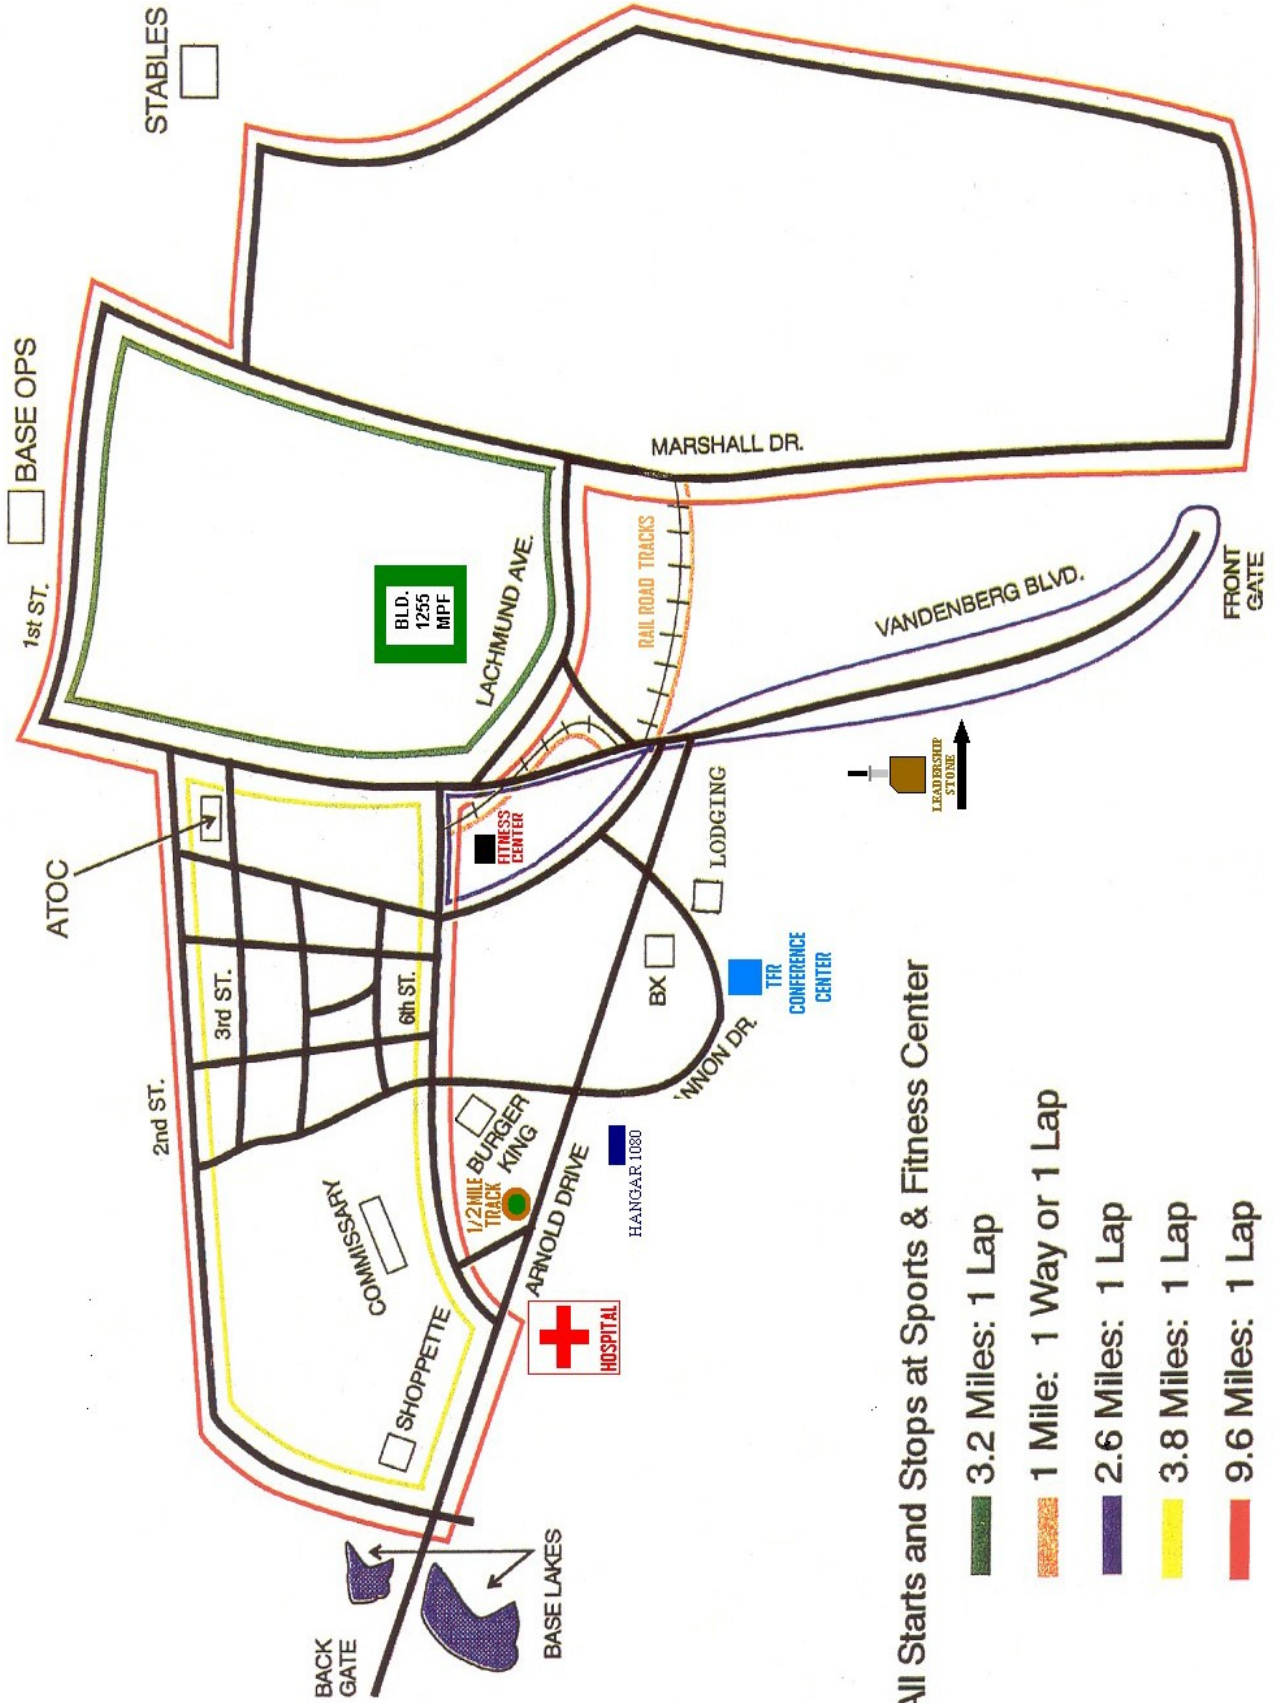 STABLES
BASE OPS
1st ST.
ATOC
2nd ST.
3rd ST.
6th ST.
BLD.
1255
MPF
LACHMUND AVE.
MARSHALL DR.
RAIL ROAD TRACKS
VANDENBERG BLVD.
FRONT
GATE
FITNESS
CENTER
LODGING
LEADERSHIP
STONE
BX
TFR
CONFERENCE
CENTER
ANNON DR.
BURGER
KING
1/2 MILE
TRACK
HANGAR 1080
ARNOLD DRIVE
COMMISSARY
SHOPPETTE
HOSPITAL
BASE LAKES
BACK
GATE
All Starts and Stops at Sports & Fitness Center
3.2 Miles: 1 Lap
1 Mile: 1 Way or 1 Lap
2.6 Miles: 1 Lap
3.8 Miles: 1 Lap
9.6 Miles: 1 Lap